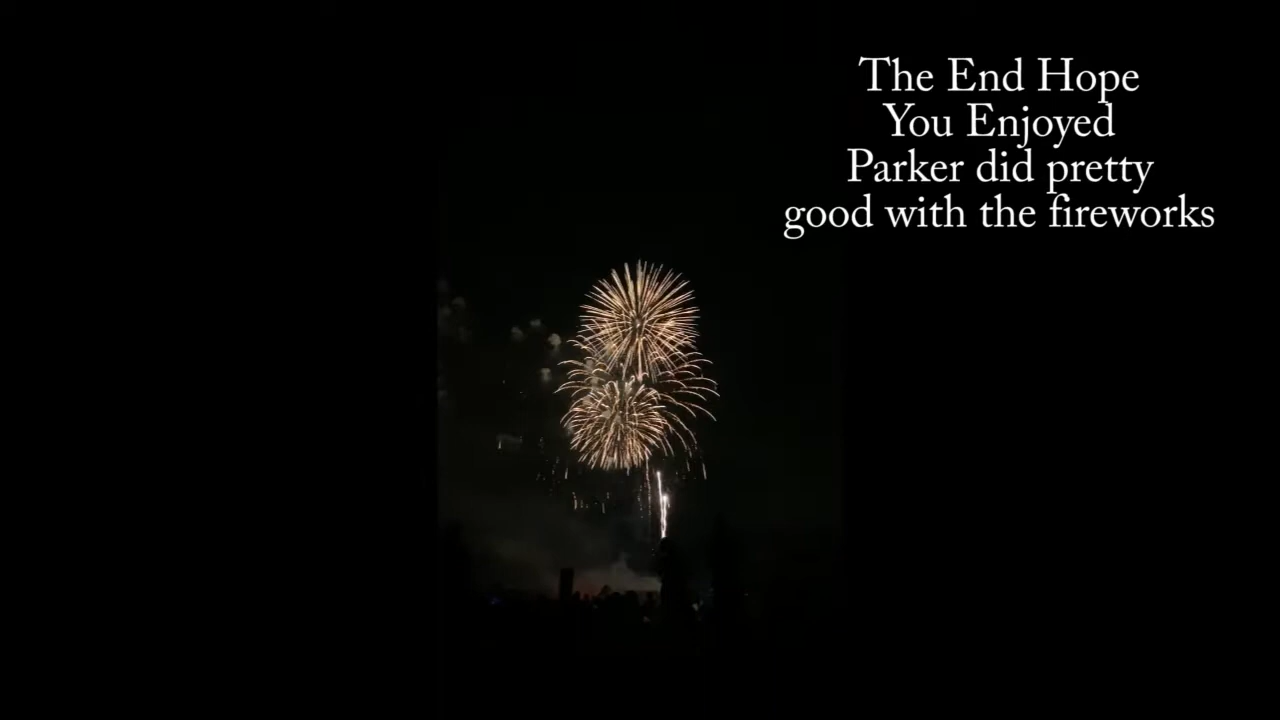 The End Hope
You Enjoyed
Parker did pretty
good with the fireworks